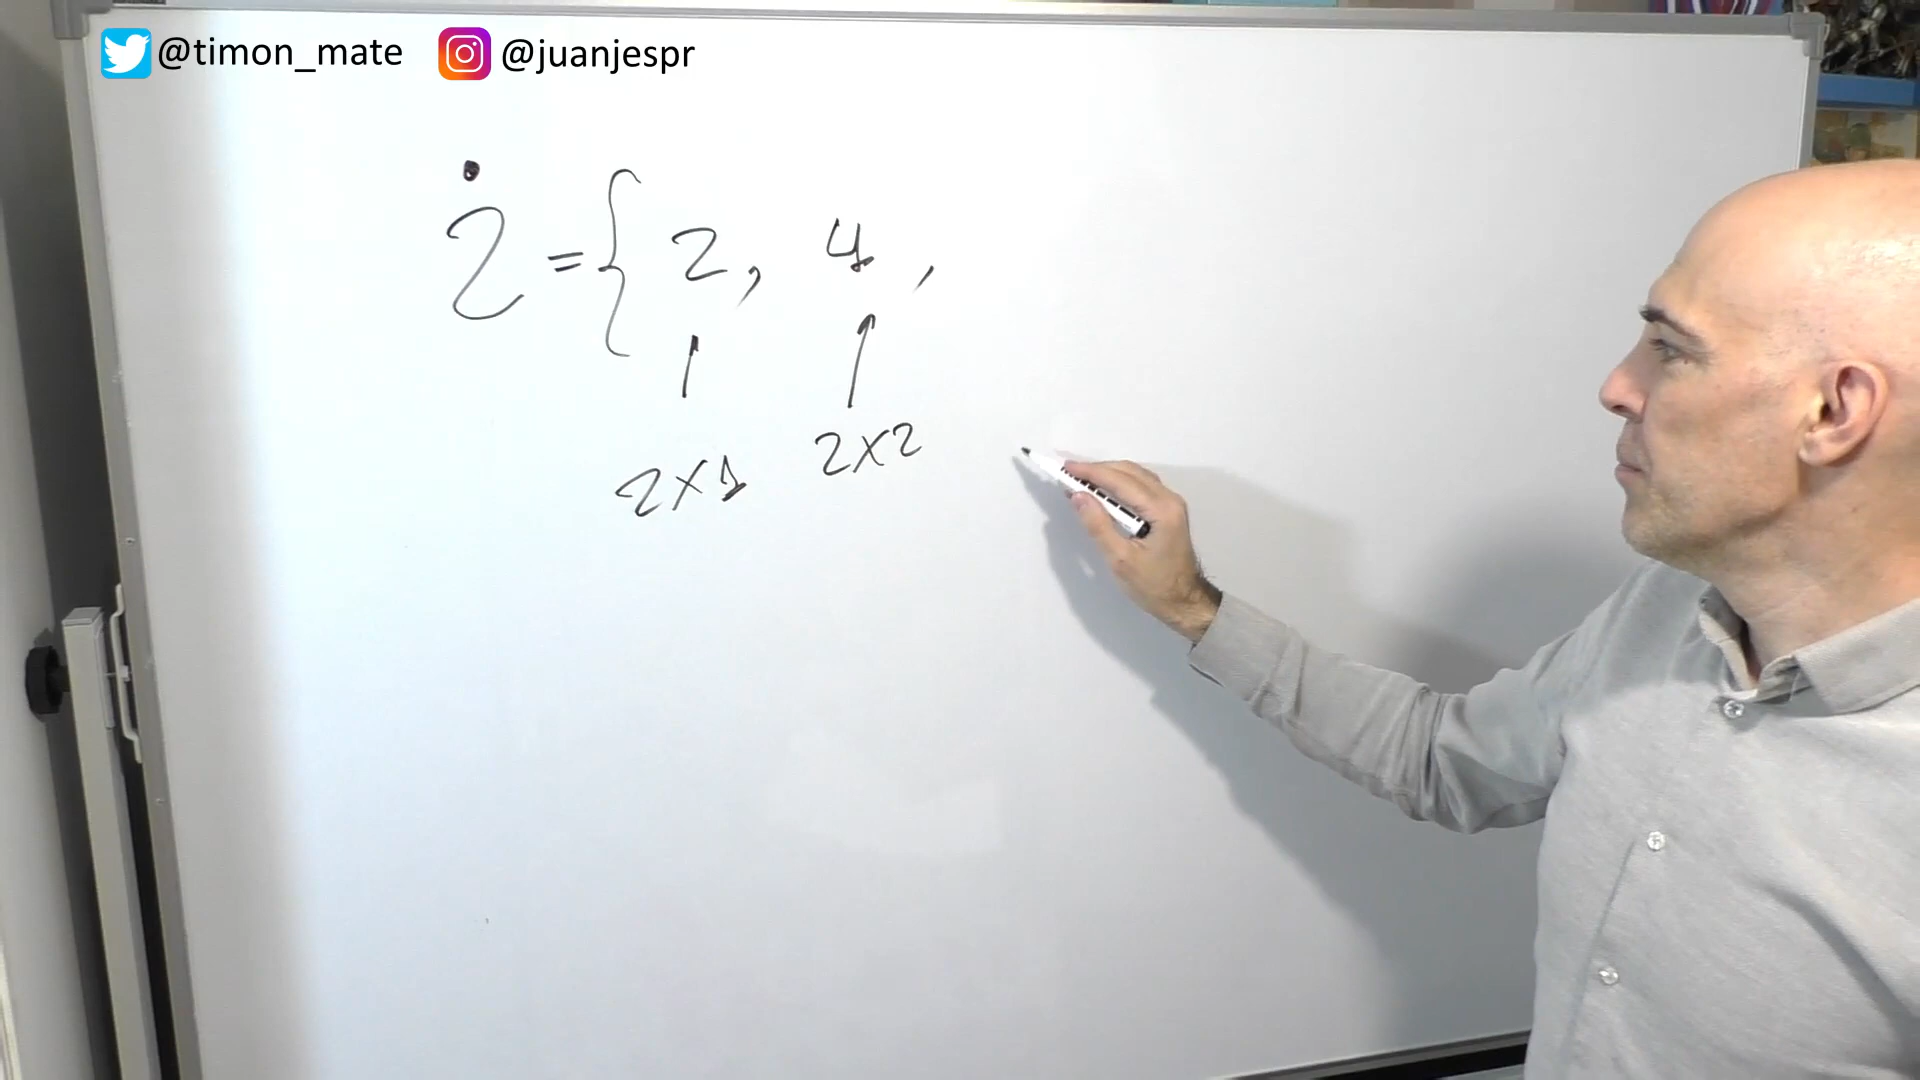 @timon_mate @juanjespr
2̇ = { 2, 4,
2x1 2x2